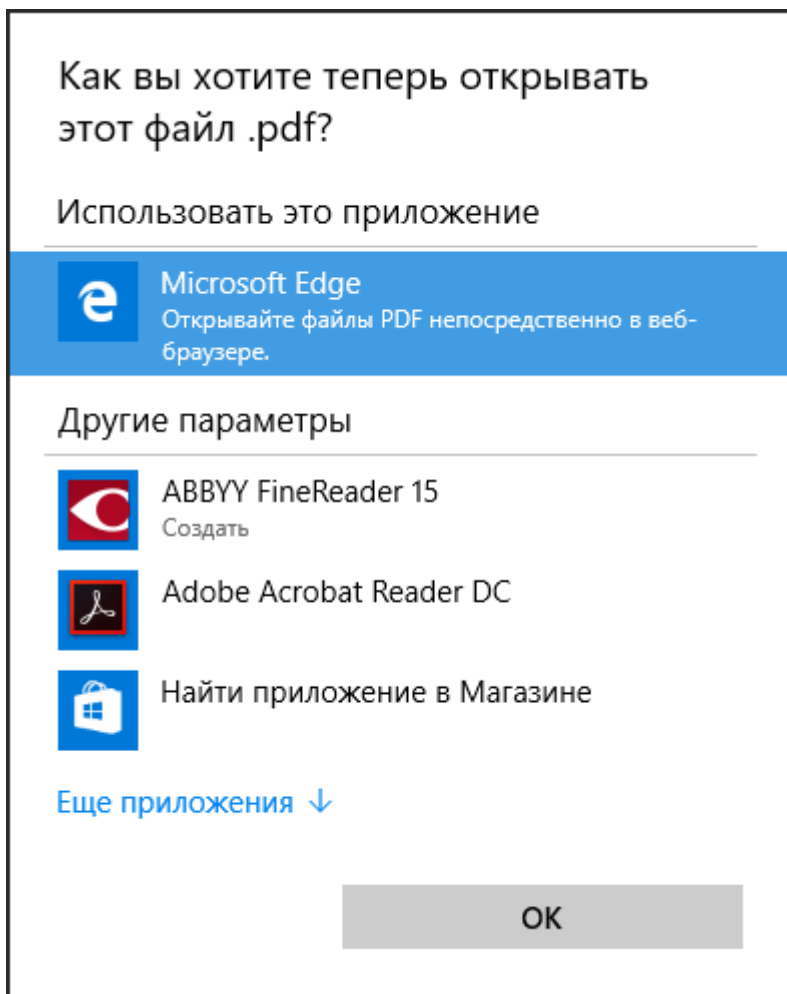 Как вы хотите теперь открывать
этот файл .pdf?
Использовать это приложение
Microsoft Edge
Открывайте файлы PDF непосредственно в веб-
браузере.
Другие параметры
ABBYY FineReader 15
Создать
Adobe Acrobat Reader DC
Найти приложение в Магазине
Еще приложения ↓
ОК